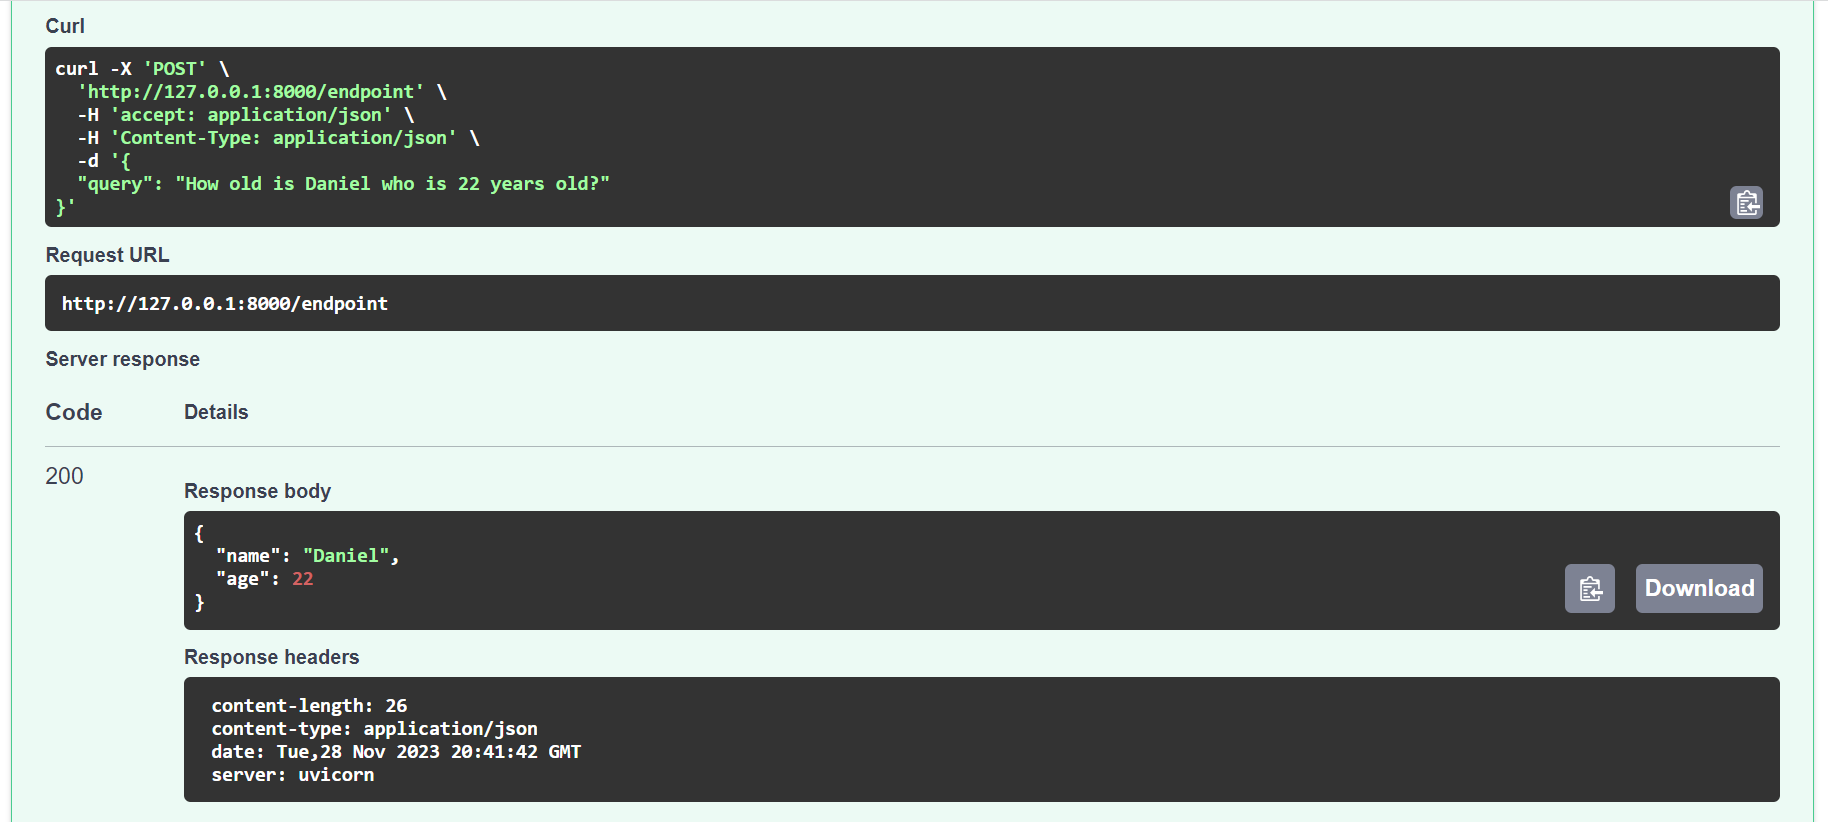 Curl
curl -X 'POST' \
'http://127.0.0.1:8000/endpoint' \
-H 'accept: application/json' \
-H 'Content-Type: application/json' \
-d '{
"query": "How old is Daniel who is 22 years old?"
}'
Request URL
http://127.0.0.1:8000/endpoint
Server response
Code Details
200
Response body
{
"name": "Daniel",
"age": 22
}
Download
Response headers
content-length: 26
content-type: application/json
date: Tue,28 Nov 2023 20:41:42 GMT
server: uvicorn